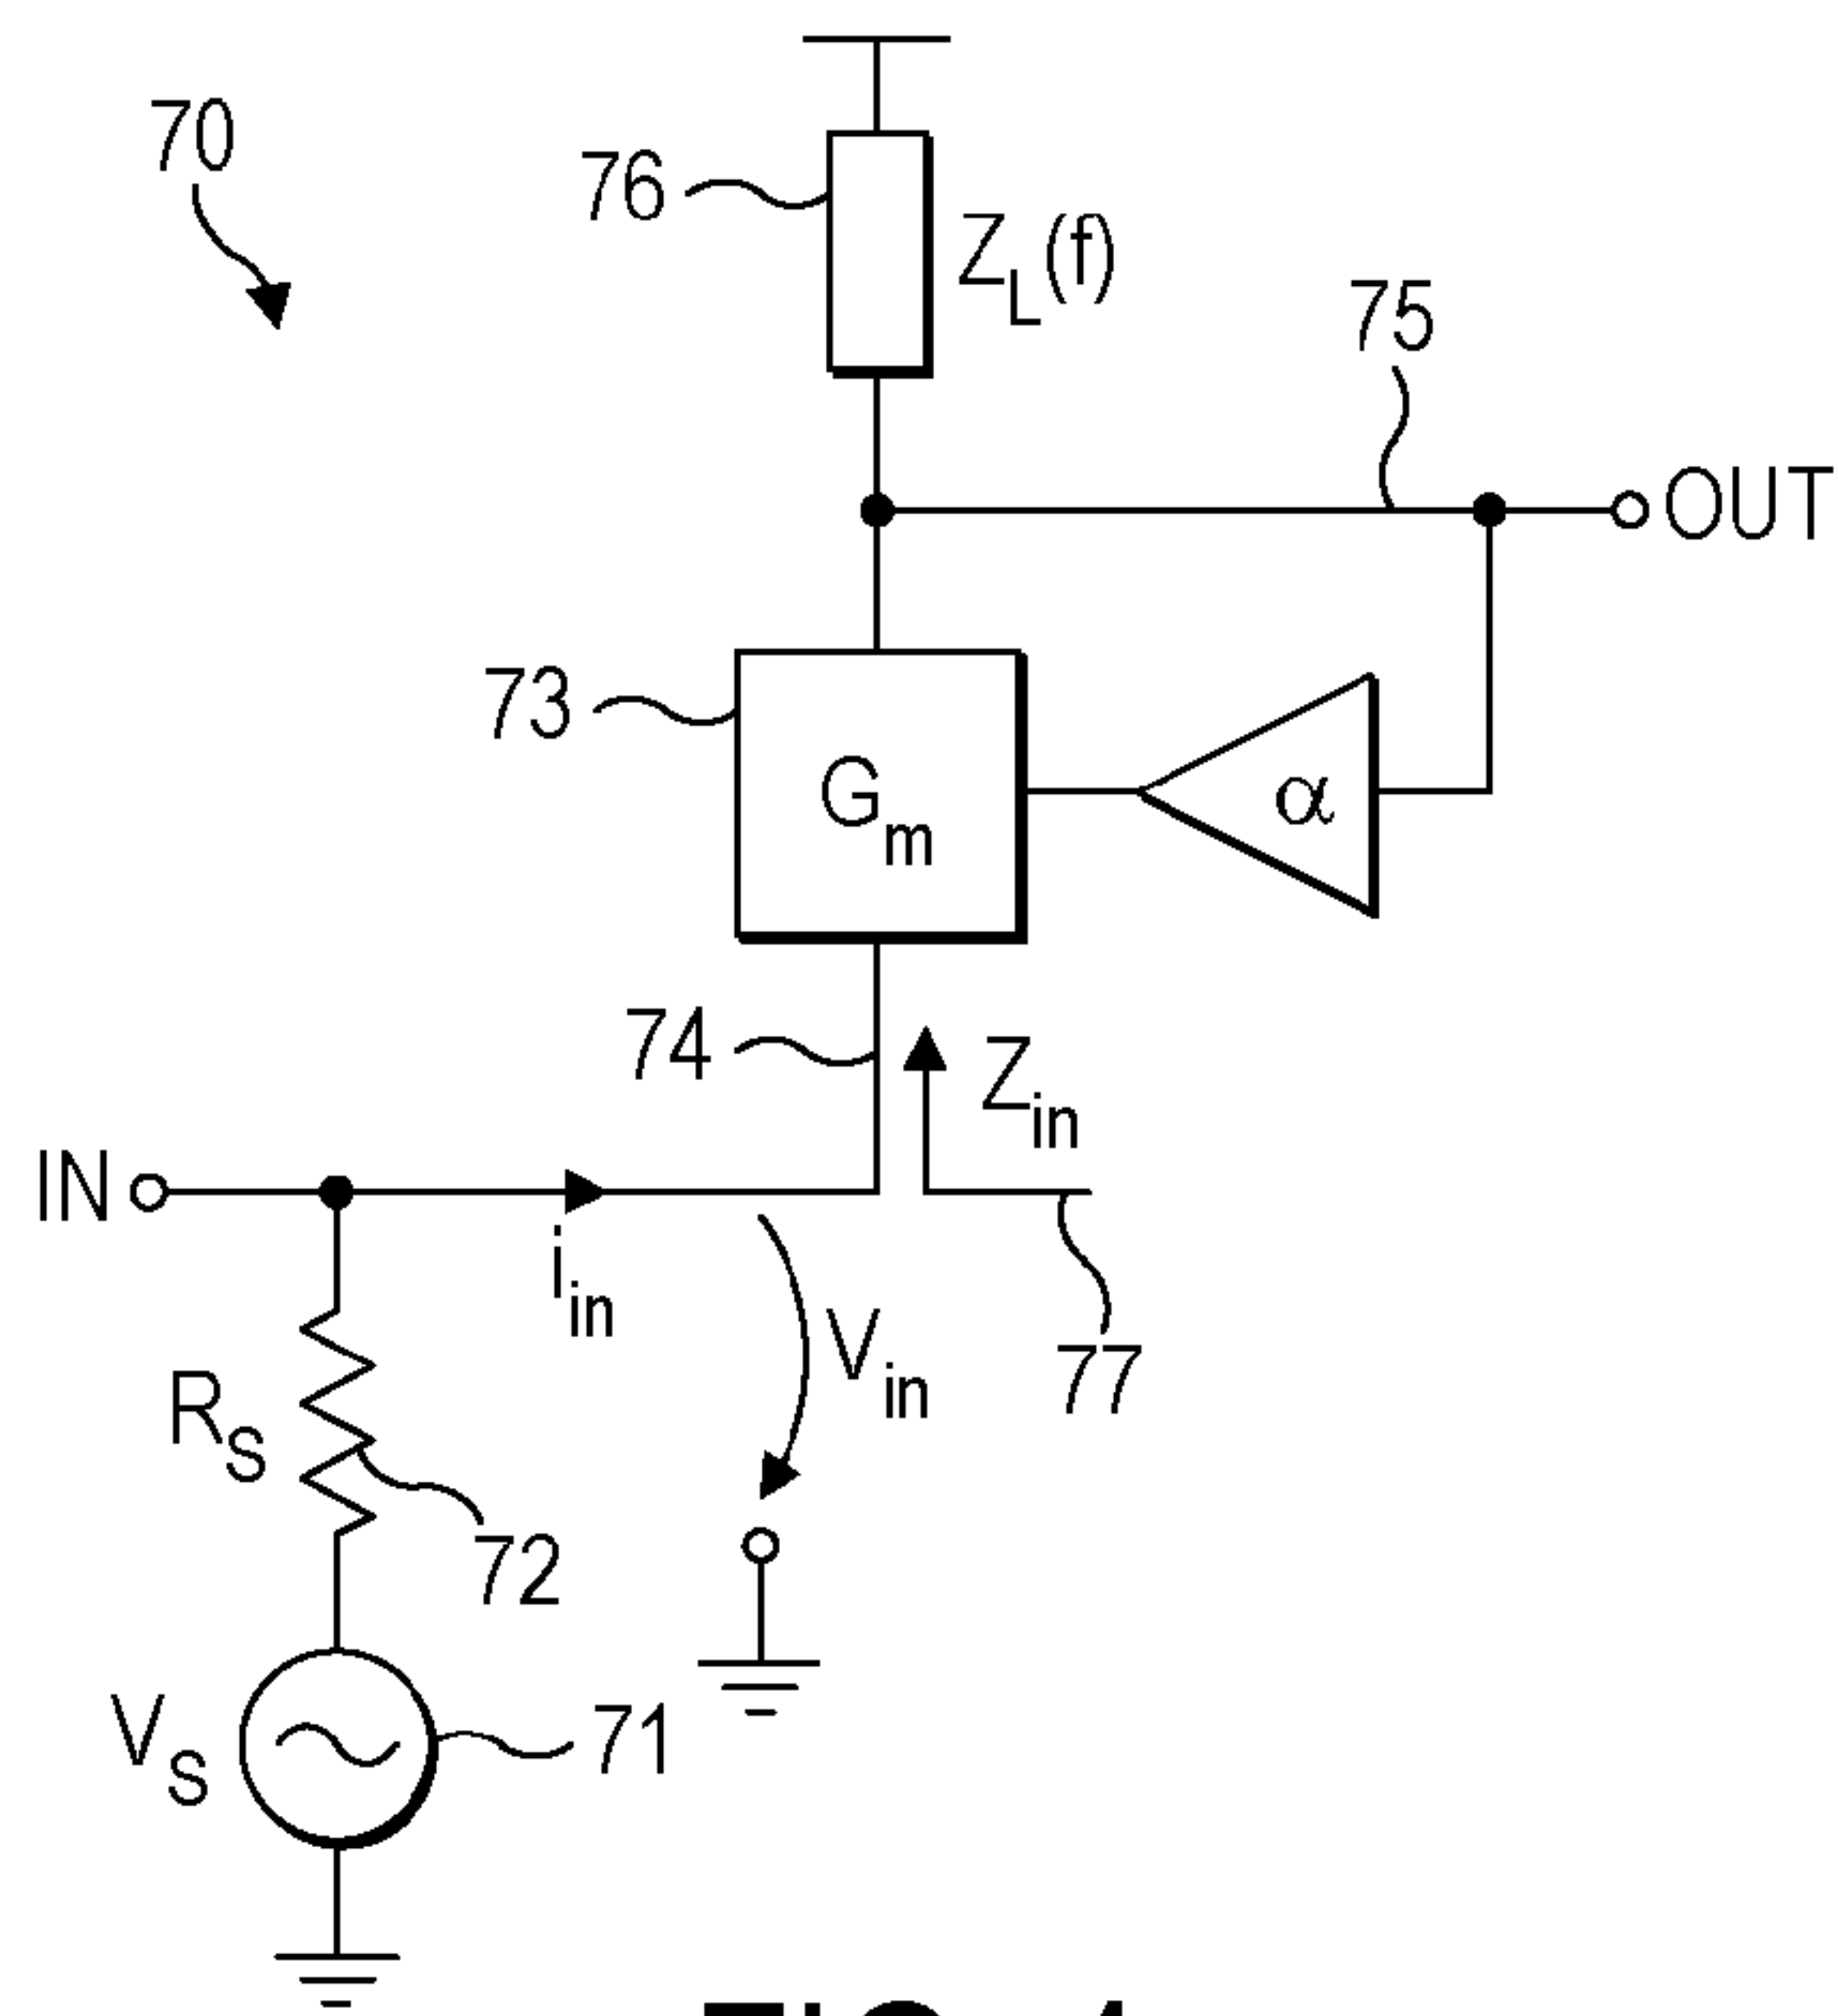 70
76
Z_L(f)
75
OUT
73
G_m
α
74
Z_in
IN
i_in
V_in
77
R_S
72
V_S
71